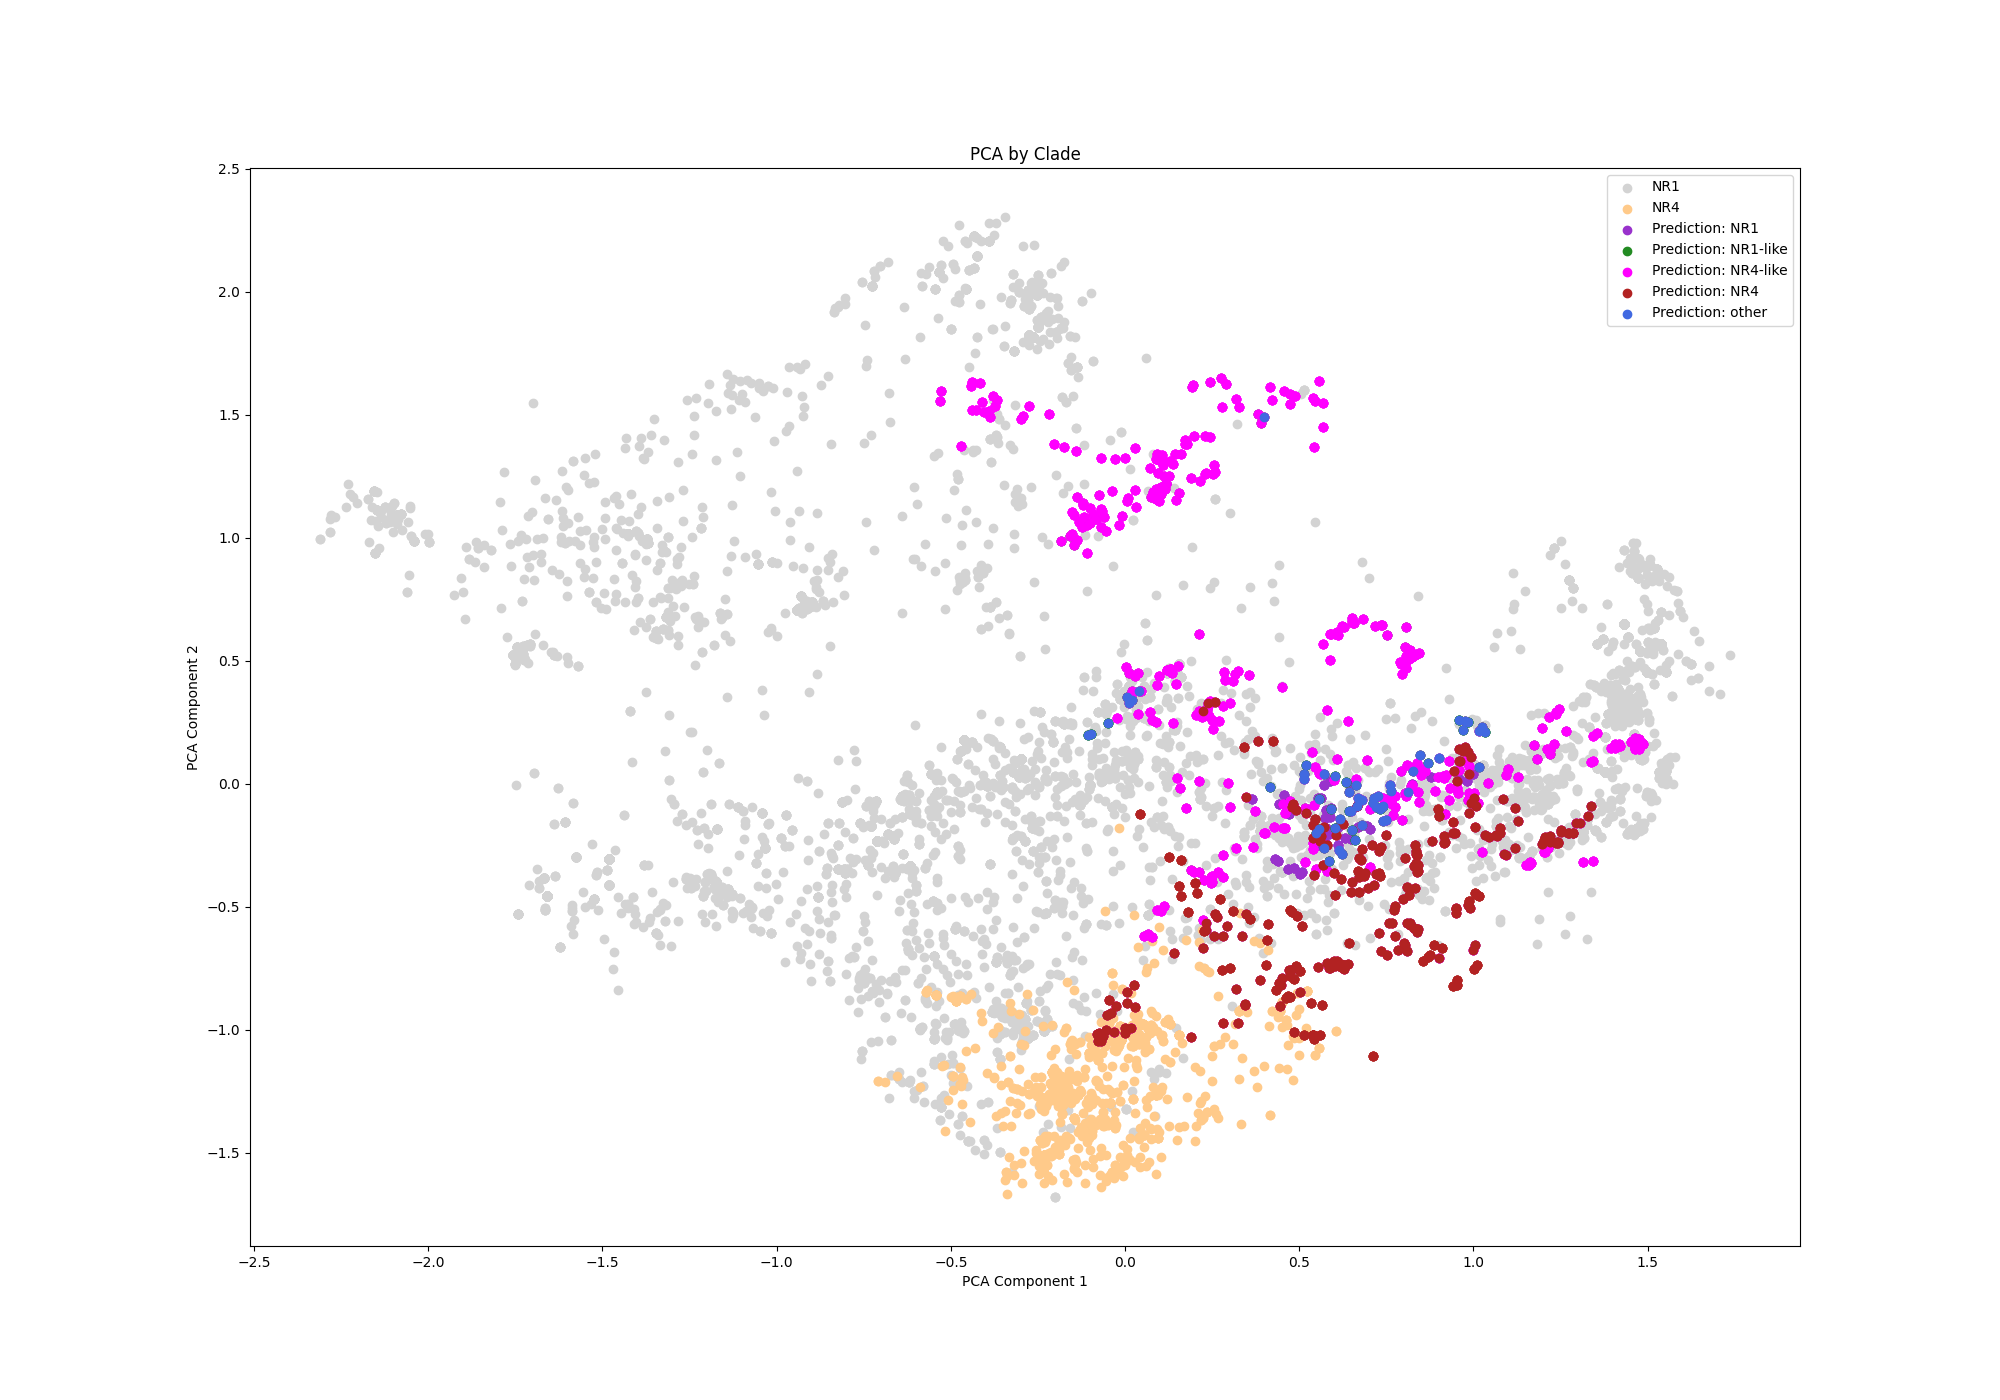 PCA by Clade
NR1
NR4
Prediction: NR1
Prediction: NR1-like
Prediction: NR4-like
Prediction: NR4
Prediction: other
2.5
2.0
1.5
1.0
0.5
0.0
−0.5
−1.0
−1.5
PCA Component 2
−2.5 −2.0 −1.5 −1.0 −0.5 0.0 0.5 1.0 1.5
PCA Component 1